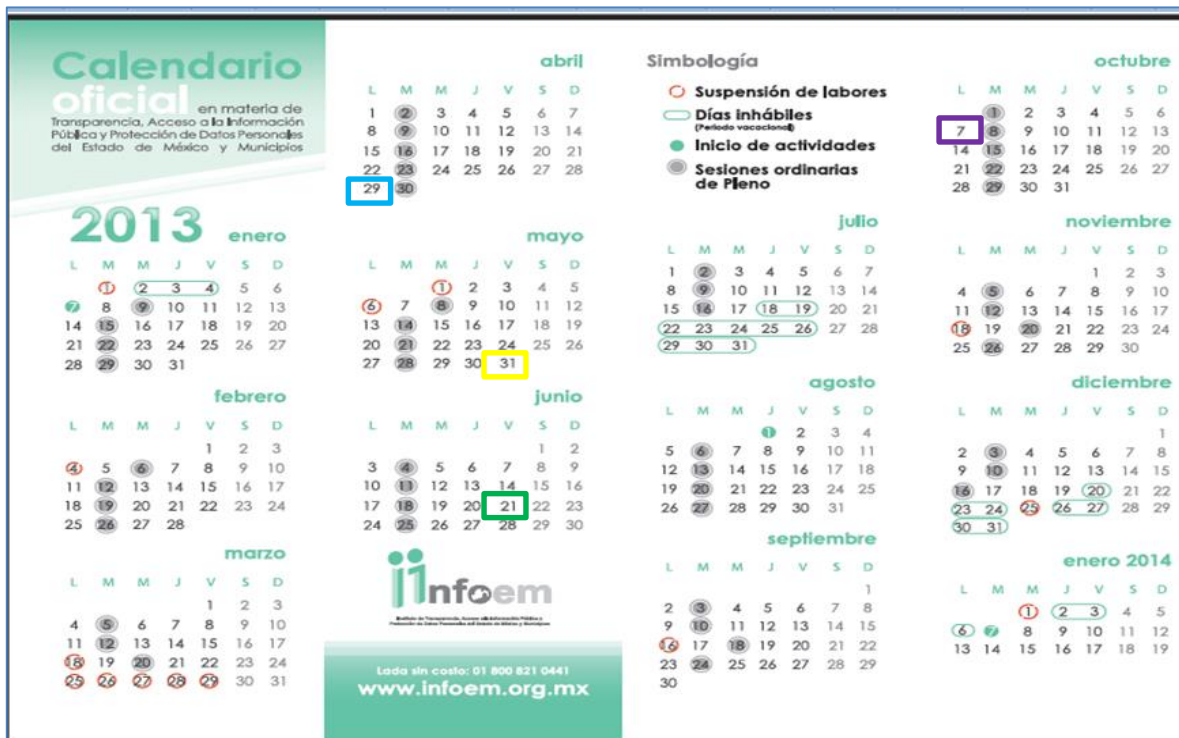 Calendario
oficial en materia de
Transparencia, Acceso a la Información
Pública y Protección de Datos Personales
del Estado de México y Municipios
2013 enero
L M M J V S D
1 2 3 4 5 6
7 8 9 10 11 12 13
14 15 16 17 18 19 20
21 22 23 24 25 26 27
28 29 30 31
febrero
L M M J V S D
1 2 3
4 5 6 7 8 9 10
11 12 13 14 15 16 17
18 19 20 21 22 23 24
25 26 27 28
marzo
L M M J V S D
1 2 3
4 5 6 7 8 9 10
11 12 13 14 15 16 17
18 19 20 21 22 23 24
25 26 27 28 29 30 31
abril
L M M J V S D
1 2 3 4 5 6 7
8 9 10 11 12 13 14
15 16 17 18 19 20 21
22 23 24 25 26 27 28
29 30
mayo
L M M J V S D
1 2 3 4 5
6 7 8 9 10 11 12
13 14 15 16 17 18 19
20 21 22 23 24 25 26
27 28 29 30 31
junio
L M M J V S D
1 2
3 4 5 6 7 8 9
10 11 12 13 14 15 16
17 18 19 20 21 22 23
24 25 26 27 28 29 30
infoem
Instituto de Transparencia, Acceso a la Información Pública y
Protección de Datos Personales del Estado de México y Municipios
Lada sin costo: 01 800 821 0441
www.infoem.org.mx
Simbología
Suspensión de labores
Días inhábiles
(Periodo vacacional)
Inicio de actividades
Sesiones ordinarias
de Pleno
julio
L M M J V S D
1 2 3 4 5 6 7
8 9 10 11 12 13 14
15 16 17 18 19 20 21
22 23 24 25 26 27 28
29 30 31
agosto
L M M J V S D
1 2 3 4
5 6 7 8 9 10 11
12 13 14 15 16 17 18
19 20 21 22 23 24 25
26 27 28 29 30 31
septiembre
L M M J V S D
1
2 3 4 5 6 7 8
9 10 11 12 13 14 15
16 17 18 19 20 21 22
23 24 25 26 27 28 29
30
octubre
L M M J V S D
1 2 3 4 5 6
7 8 9 10 11 12 13
14 15 16 17 18 19 20
21 22 23 24 25 26 27
28 29 30 31
noviembre
L M M J V S D
1 2 3
4 5 6 7 8 9 10
11 12 13 14 15 16 17
18 19 20 21 22 23 24
25 26 27 28 29 30
diciembre
L M M J V S D
1
2 3 4 5 6 7 8
9 10 11 12 13 14 15
16 17 18 19 20 21 22
23 24 25 26 27 28 29
30 31
enero 2014
L M M J V S D
1 2 3 4 5
6 7 8 9 10 11 12
13 14 15 16 17 18 19